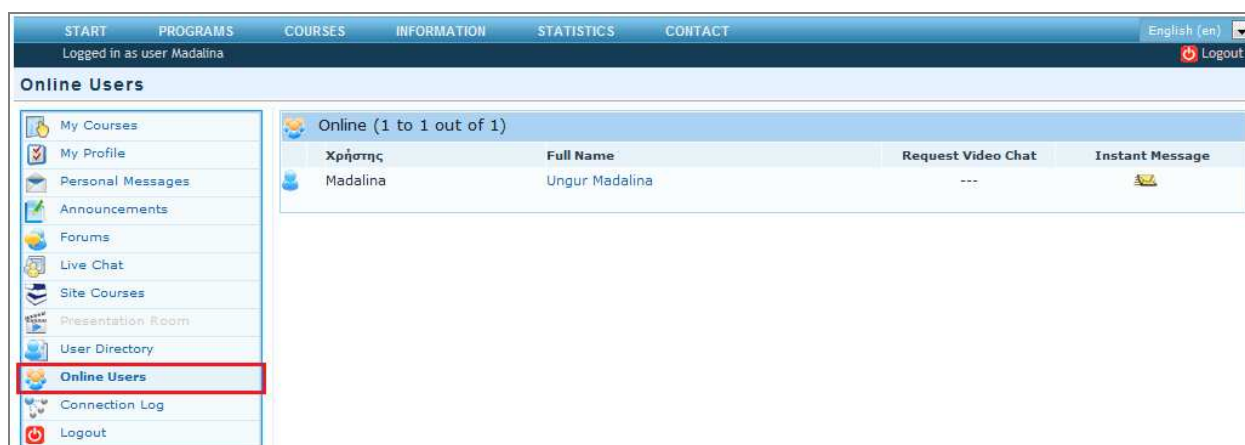 START PROGRAMS COURSES INFORMATION STATISTICS CONTACT English (en)
Logged in as user Madalina Logout
Online Users
My Courses
My Profile
Personal Messages
Announcements
Forums
Live Chat
Site Courses
Presentation Room
User Directory
Online Users
Connection Log
Logout
Online (1 to 1 out of 1)
Χρήστης Full Name Request Video Chat Instant Message
Madalina Ungur Madalina ---